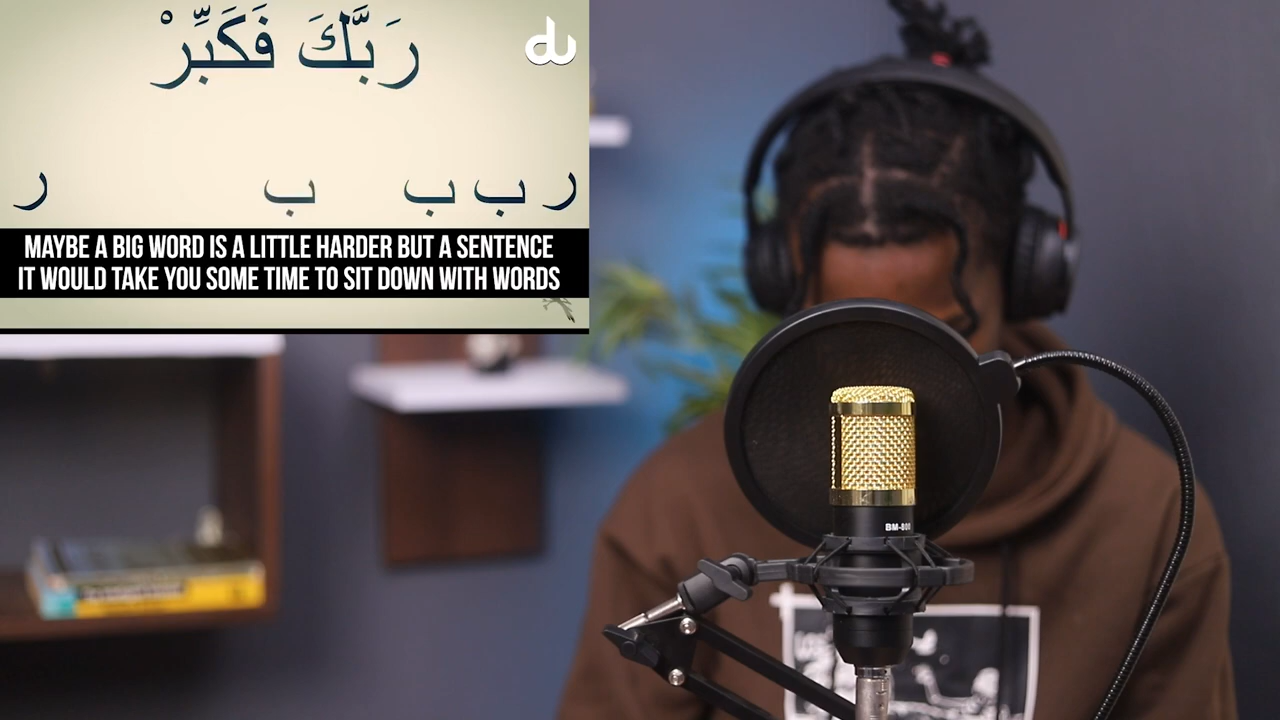 رَبَّكَ فَكَبِّرْ
du
ر ب ب ب ر
MAYBE A BIG WORD IS A LITTLE HARDER BUT A SENTENCE
IT WOULD TAKE YOU SOME TIME TO SIT DOWN WITH WORDS
BM-800